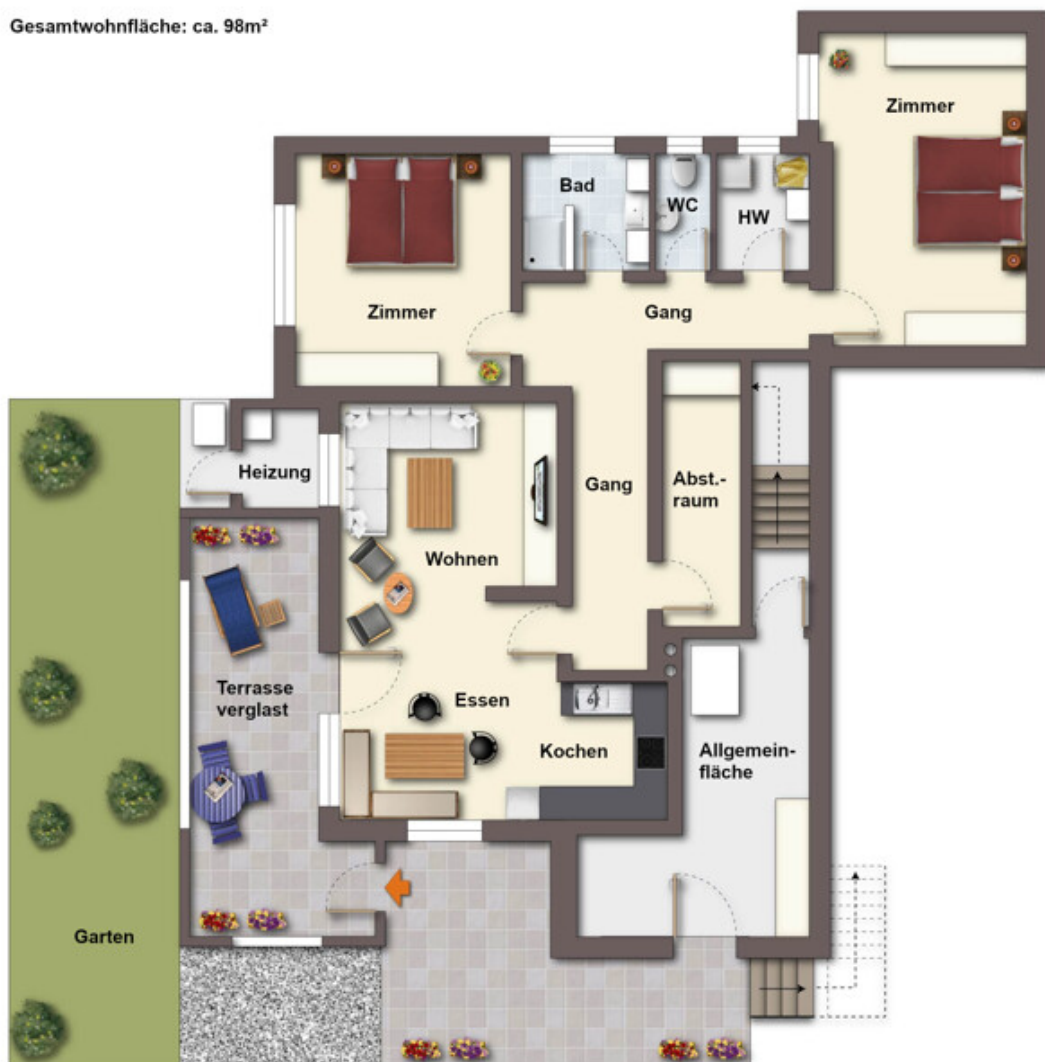 Gesamtwohnfläche: ca. 98m²
Zimmer
Bad
WC
HW
Zimmer
Gang
Heizung
Gang
Abst.-
raum
Wohnen
Terrasse
verglast
Essen
Kochen
Allgemein-
fläche
Garten